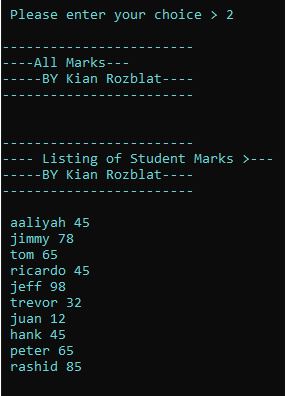 Please enter your choice > 2
------------------------
----All Marks---
-----BY Kian Rozblat----
------------------------
------------------------
---- Listing of Student Marks >---
-----BY Kian Rozblat----
------------------------
aaliyah 45
jimmy 78
tom 65
ricardo 45
jeff 98
trevor 32
juan 12
hank 45
peter 65
rashid 85